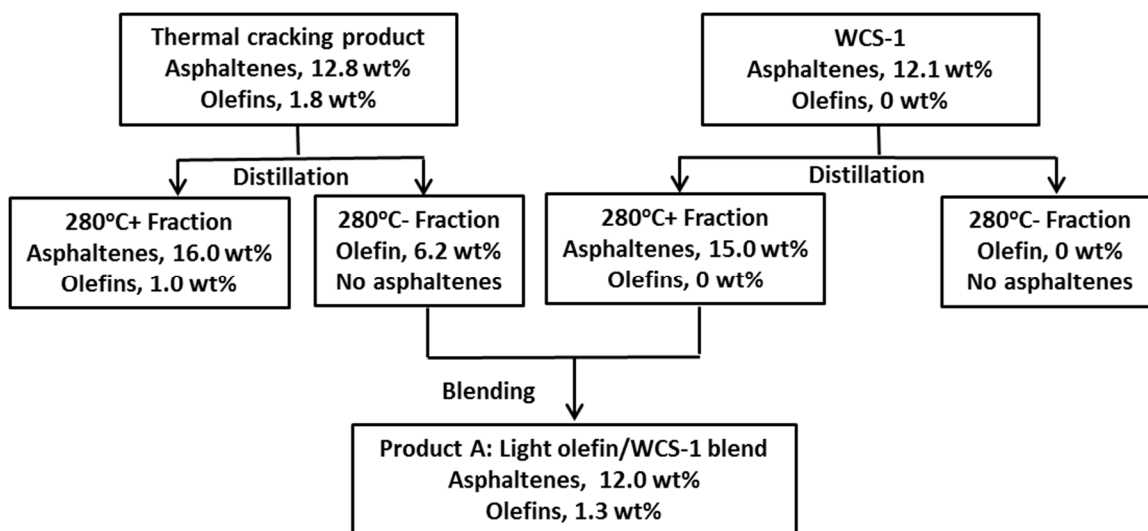 Thermal cracking product
Asphaltenes, 12.8 wt%
Olefins, 1.8 wt%
WCS-1
Asphaltenes, 12.1 wt%
Olefins, 0 wt%
Distillation
Distillation
280°C+ Fraction
Asphaltenes, 16.0 wt%
Olefins, 1.0 wt%
280°C- Fraction
Olefin, 6.2 wt%
No asphaltenes
280°C+ Fraction
Asphaltenes, 15.0 wt%
Olefins, 0 wt%
280°C- Fraction
Olefin, 0 wt%
No asphaltenes
Blending
Product A: Light olefin/WCS-1 blend
Asphaltenes, 12.0 wt%
Olefins, 1.3 wt%